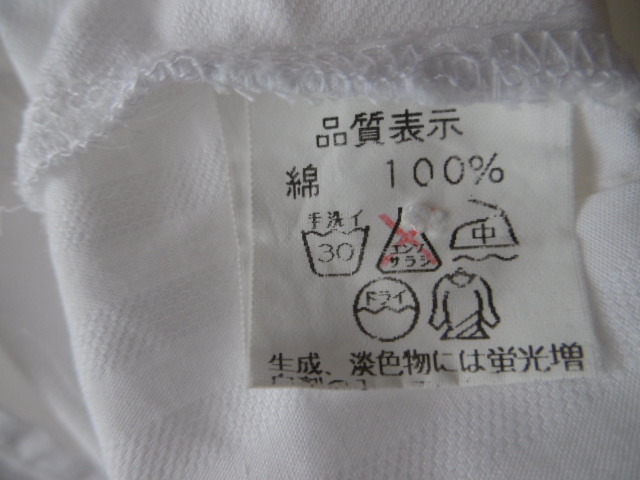 品質表示
綿 100%
手洗イ
30
エンソ
サラシ
中
ドライ
生成、淡色物には蛍光増